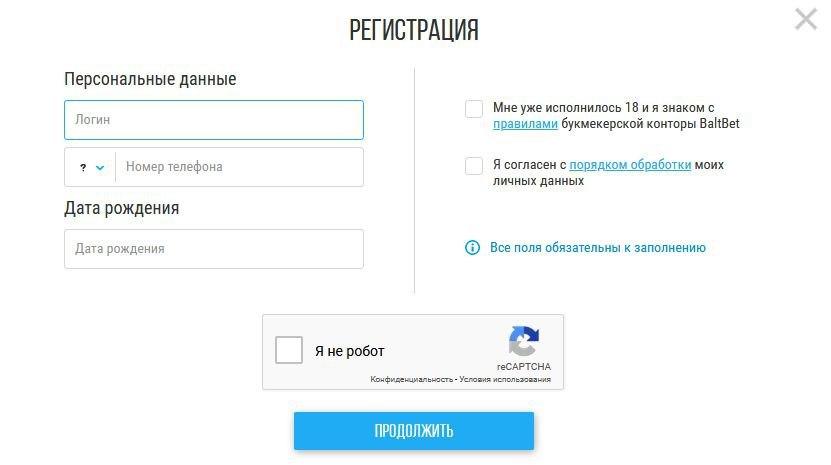 РЕГИСТРАЦИЯ
Персональные данные
Логин
? Номер телефона
Дата рождения
Дата рождения
Мне уже исполнилось 18 и я знаком с
правилами букмекерской конторы BaltBet
Я согласен с порядком обработки моих
личных данных
Все поля обязательны к заполнению
Я не робот
reCAPTCHA
Конфиденциальность - Условия использования
ПРОДОЛЖИТЬ